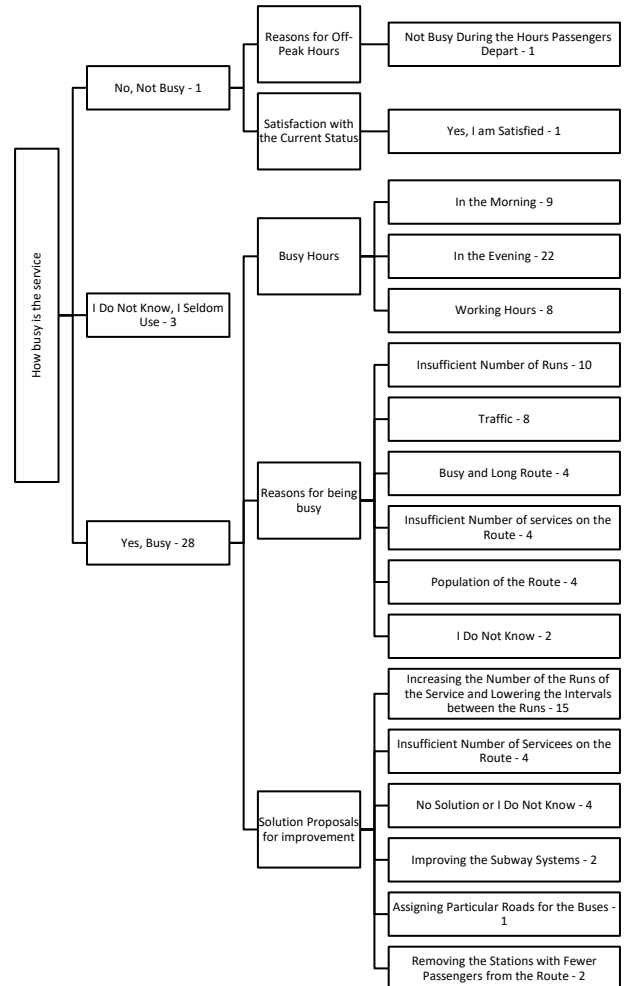 How busy is the service
No, Not Busy - 1
Reasons for Off-
Peak Hours
Not Busy During the Hours Passengers
Depart - 1
Satisfaction with
the Current Status
Yes, I am Satisfied - 1
I Do Not Know, I Seldom
Use - 3
Yes, Busy - 28
Busy Hours
In the Morning - 9
In the Evening - 22
Working Hours - 8
Reasons for being
busy
Insufficient Number of Runs - 10
Traffic - 8
Busy and Long Route - 4
Insufficient Number of services on the
Route - 4
Population of the Route - 4
I Do Not Know - 2
Solution Proposals
for improvement
Increasing the Number of the Runs of
the Service and Lowering the Intervals
between the Runs - 15
Insufficient Number of Servicees on the
Route - 4
No Solution or I Do Not Know - 4
Improving the Subway Systems - 2
Assigning Particular Roads for the Buses -
1
Removing the Stations with Fewer
Passengers from the Route - 2